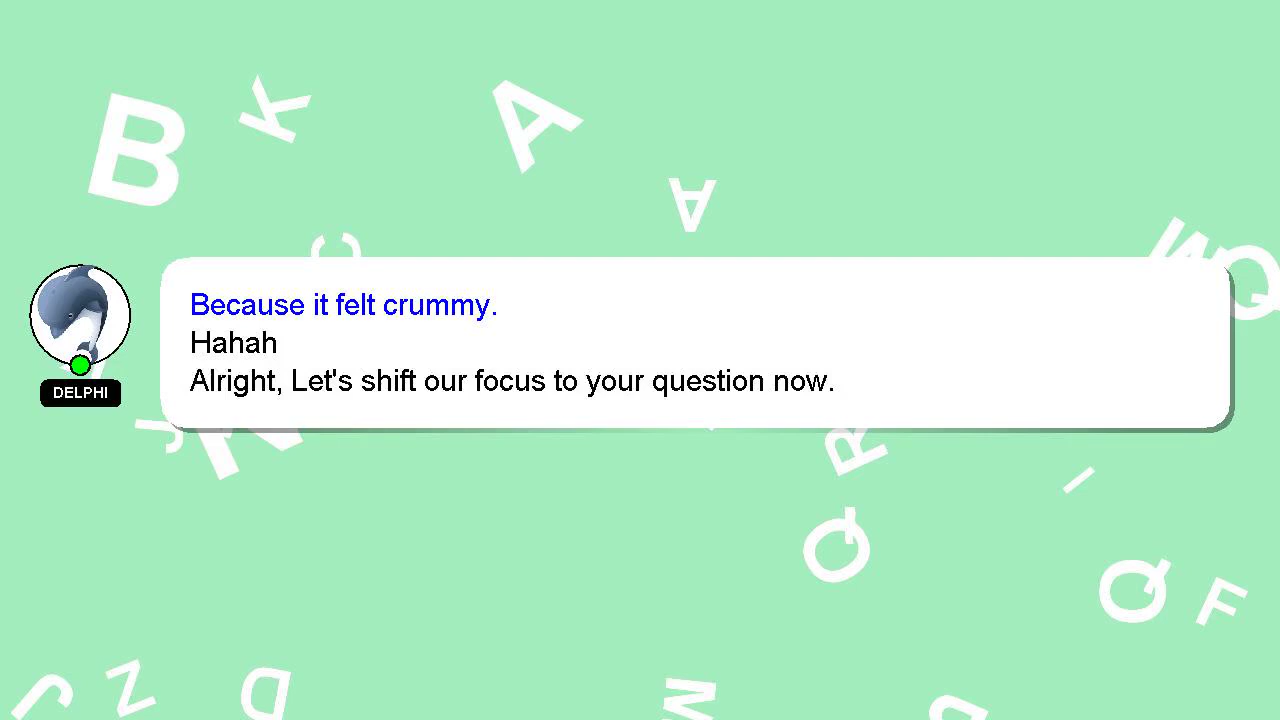 B
K
A
A
C
M
Q
Because it felt crummy.
Hahah
Alright, Let's shift our focus to your question now.
DELPHI
J
R
I
Q
Q
F
J
Z
D
M